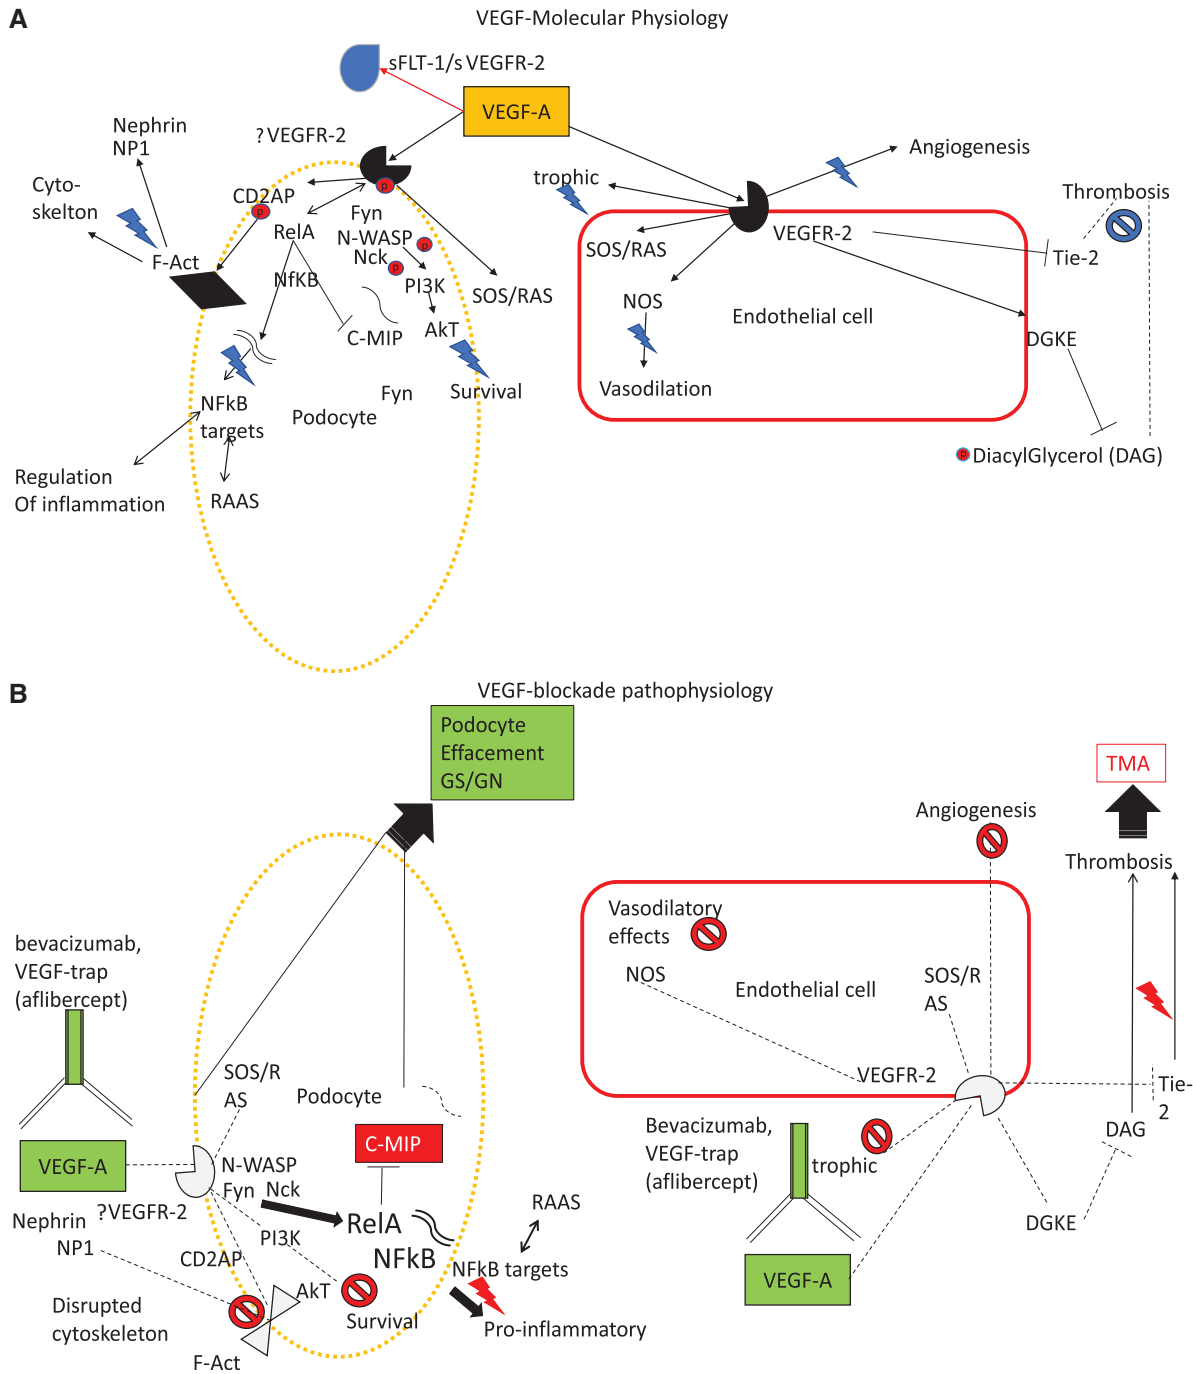 A
VEGF-Molecular Physiology
sFLT-1/s VEGFR-2
VEGF-A
Nephrin
NP1
? VEGFR-2
Cyto-
skelton
CD2AP
p
p
Fyn
RelA
N-WASP
p
Nck
p
F-Act
NfKB
PI3K
SOS/RAS
C-MIP
AkT
Fyn
Survival
NFkB
targets
Podocyte
Regulation
Of inflammation
RAAS
Angiogenesis
trophic
Thrombosis
SOS/RAS
VEGFR-2
Tie-2
NOS
Endothelial cell
DGKE
Vasodilation
p DiacylGlycerol (DAG)
B
VEGF-blockade pathophysiology
Podocyte
Effacement
GS/GN
bevacizumab,
VEGF-trap
(aflibercept)
SOS/R
AS
Podocyte
C-MIP
VEGF-A
N-WASP
Fyn Nck
?VEGFR-2
Nephrin
NP1
RelA
PI3K
CD2AP
NFkB
RAAS
NFkB targets
AkT
Disrupted
cytoskeleton
Survival
Pro-inflammatory
F-Act
TMA
Angiogenesis
Thrombosis
Vasodilatory
effects
NOS
Endothelial cell
SOS/R
AS
VEGFR-2
Tie-
2
Bevacizumab,
VEGF-trap
(aflibercept)
trophic
DAG
DGKE
VEGF-A